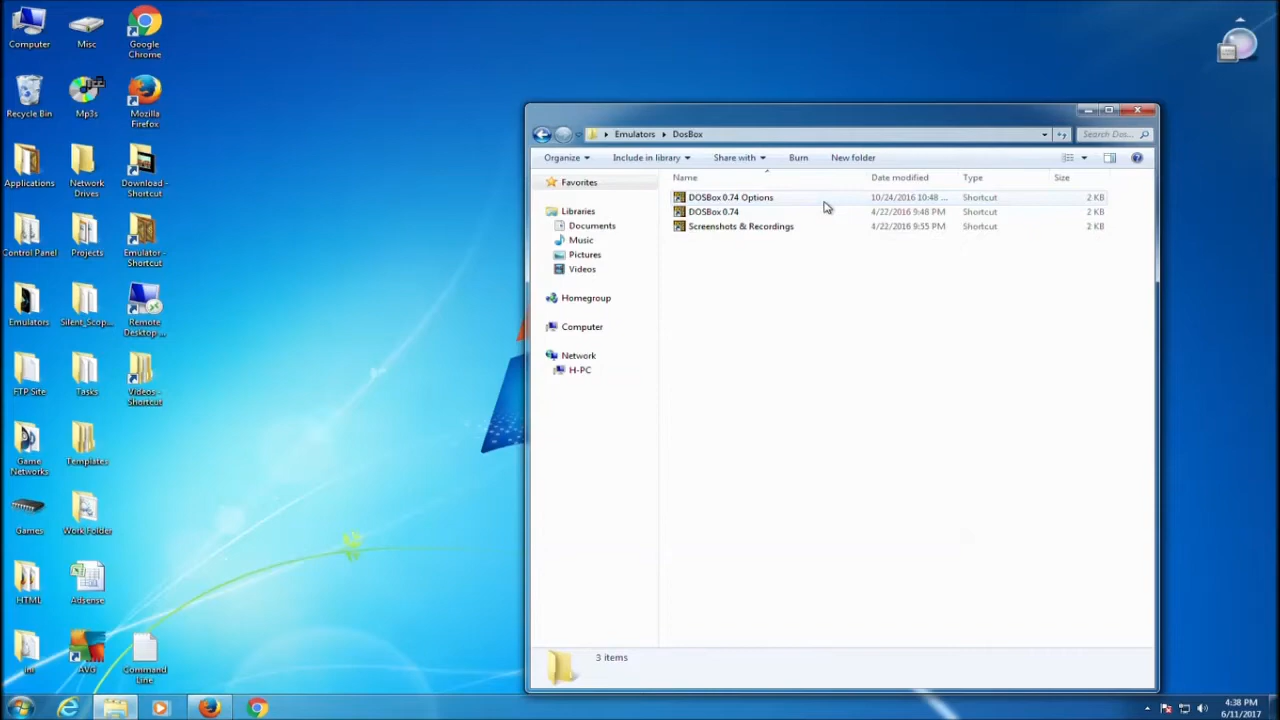 Computer
Misc
Google
Chrome
Recycle Bin
Mp3s
Mozilla
Firefox
Applications
Network
Drives
Download -
Shortcut
Control Panel
Projects
Emulator -
Shortcut
Emulators
Silent_Scop...
Remote
Desktop ...
FTP Site
Tasks
Videos -
Shortcut
Game
Networks
Templates
Games
Work Folder
HTML
Adsense
ini
AVG
Command
Line
Emulators
DosBox
Search Dos...
Organize
Include in library
Share with
Burn
New folder
Name
Date modified
Type
Size
Favorites
Libraries
Documents
Music
Pictures
Videos
Homegroup
Computer
Network
H-PC
DOSBox 0.74 Options 10/24/2016 10:48 ... Shortcut 2 KB
DOSBox 0.74 4/22/2016 9:48 PM Shortcut 2 KB
Screenshots & Recordings 4/22/2016 9:55 PM Shortcut 2 KB
3 items
4:38 PM
6/11/2017